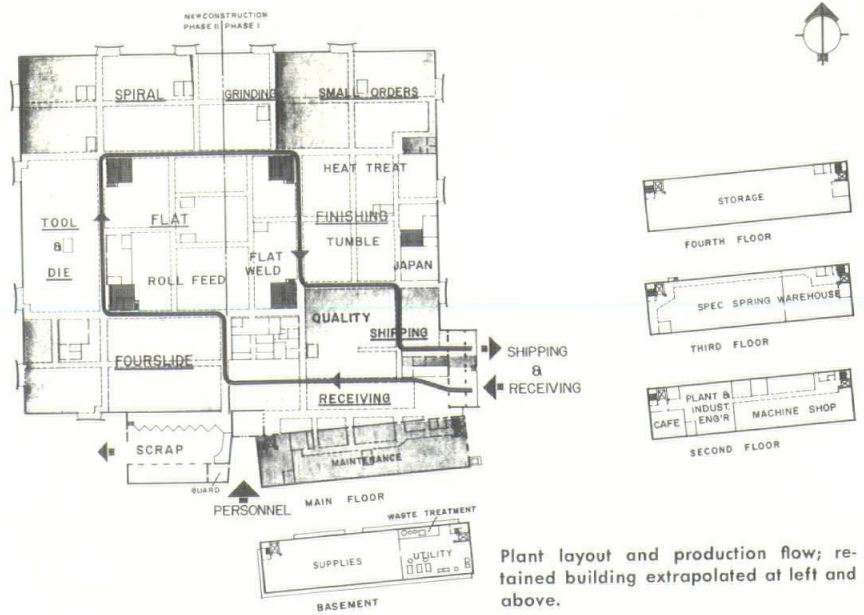 NEW CONSTRUCTION
PHASE II PHASE I
SPIRAL
GRINDING
SMALL ORDERS
HEAT TREAT
TOOL
&
DIE
FLAT
FINISHING
TUMBLE
ROLL FEED
FLAT
WELD
JAPAN
QUALITY
SHIPPING
FOURSLIDE
RECEIVING
SHIPPING
&
RECEIVING
SCRAP
GUARD
PERSONNEL
MAINTENANCE
MAIN FLOOR
WASTE TREATMENT
SUPPLIES
UTILITY
BASEMENT
STORAGE
FOURTH FLOOR
SPEC SPRING WAREHOUSE
THIRD FLOOR
CAFE
PLANT &
INDUST.
ENG'R
MACHINE SHOP
SECOND FLOOR
Plant layout and production flow; re-
tained building extrapolated at left and
above.